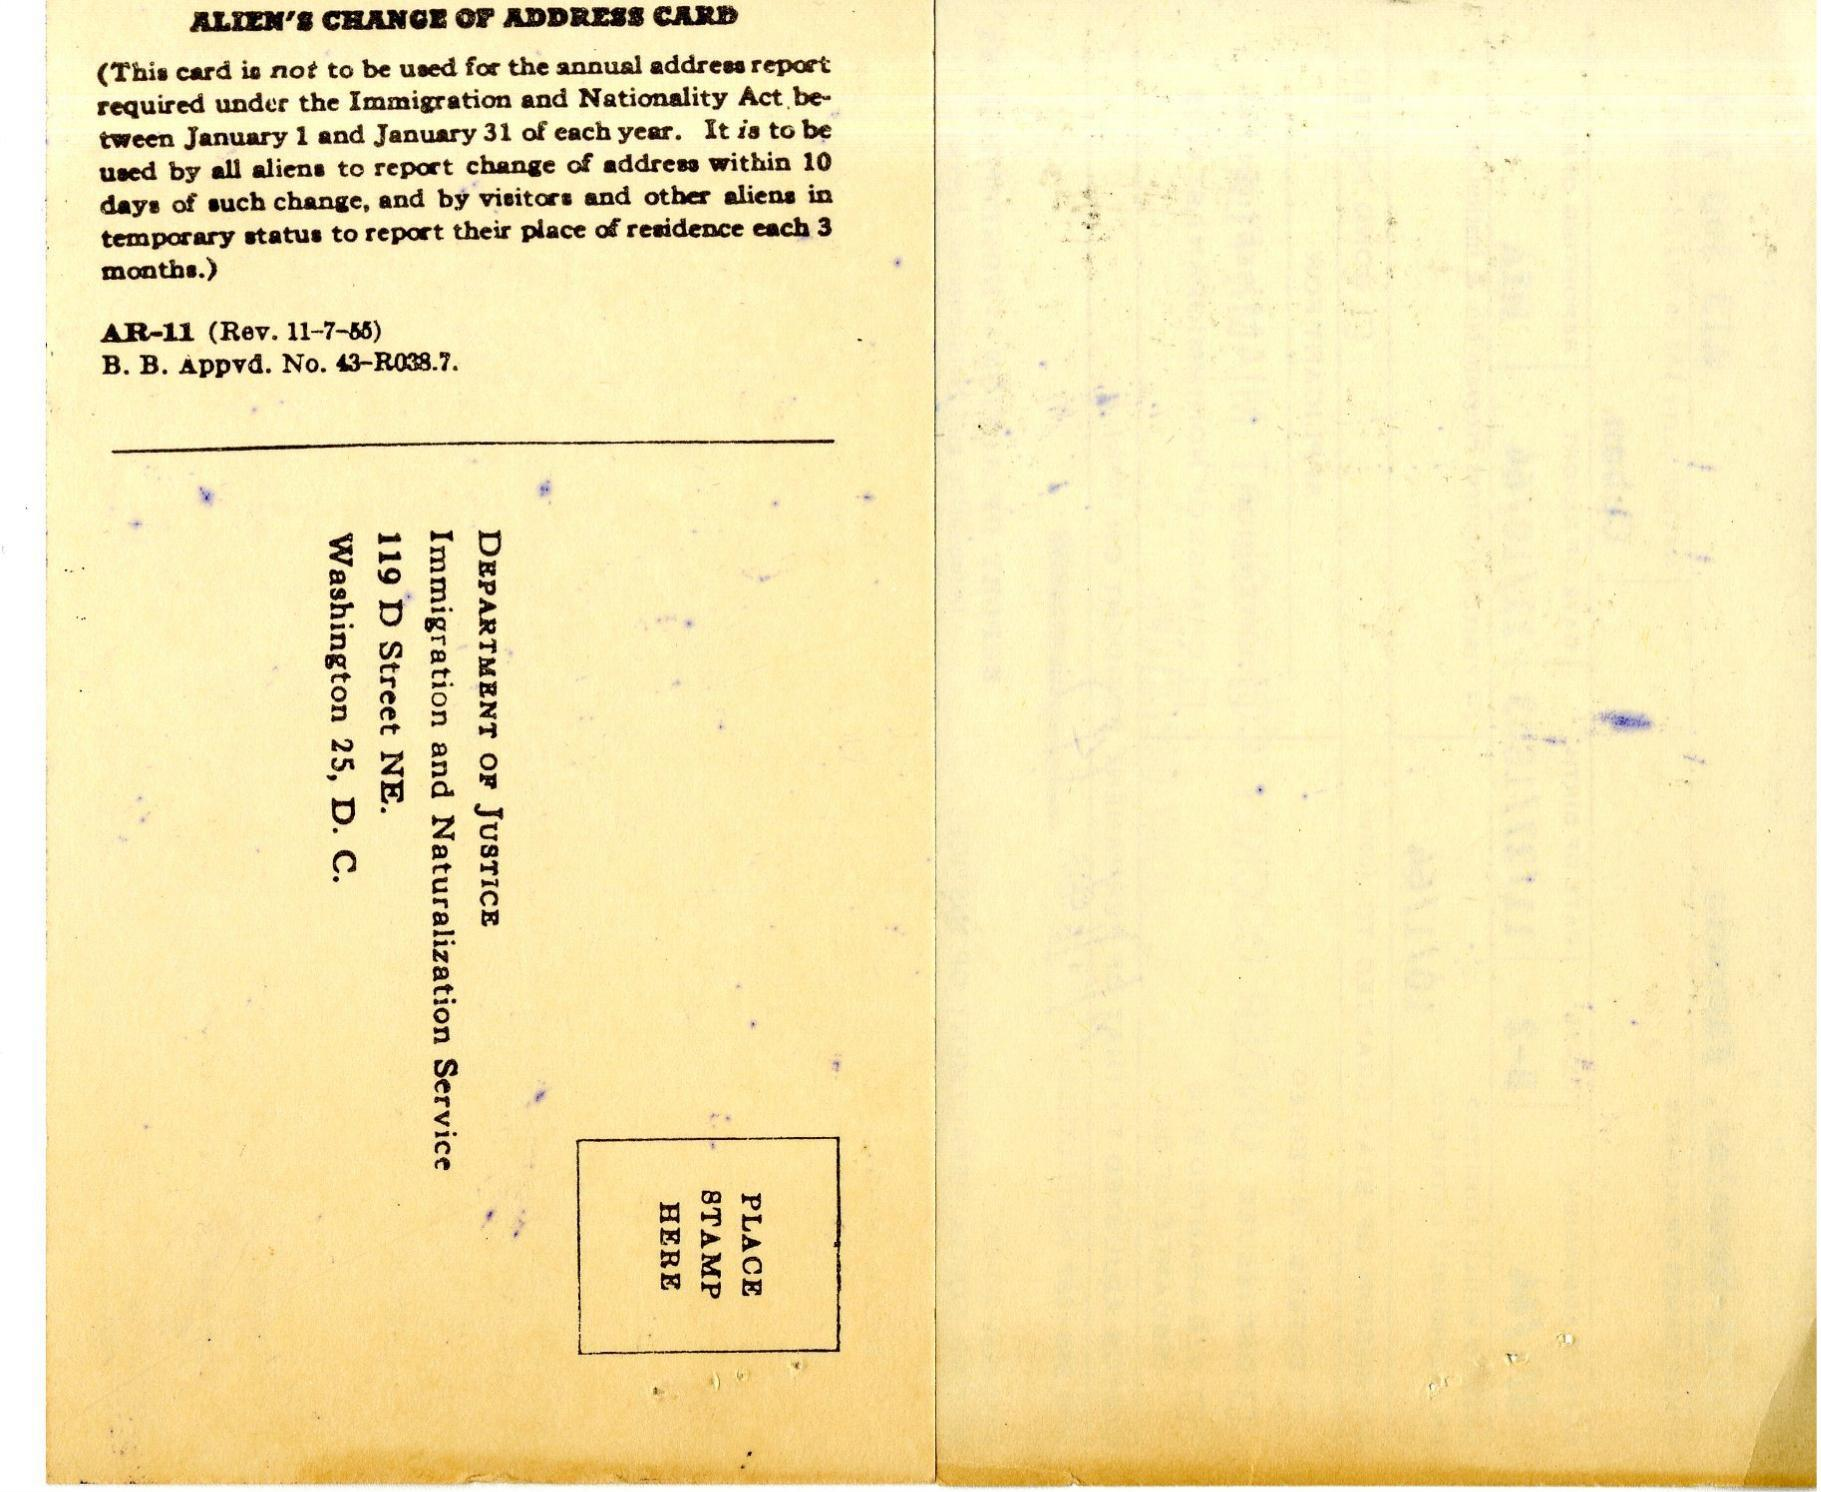 ALIEN'S CHANGE OF ADDRESS CARD
(This card is not to be used for the annual address report
required under the Immigration and Nationality Act be-
tween January 1 and January 31 of each year. It is to be
used by all aliens to report change of address within 10
days of such change, and by visitors and other aliens in
temporary status to report their place of residence each 3
months.)
AR-11 (Rev. 11-7-55)
B. B. Appvd. No. 43-R038.7.
DEPARTMENT OF JUSTICE
Immigration and Naturalization Service
119 D Street NE.
Washington 25, D. C.
PLACE
STAMP
HERE